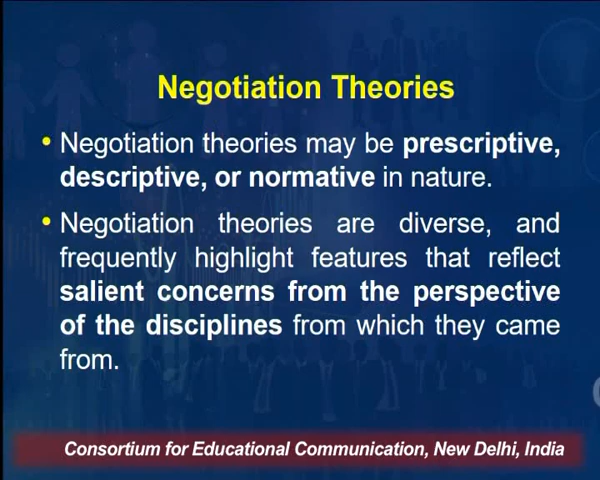 Negotiation Theories
• Negotiation theories may be prescriptive,
descriptive, or normative in nature.
• Negotiation theories are diverse, and
frequently highlight features that reflect
salient concerns from the perspective
of the disciplines from which they came
from.
Consortium for Educational Communication, New Delhi, India